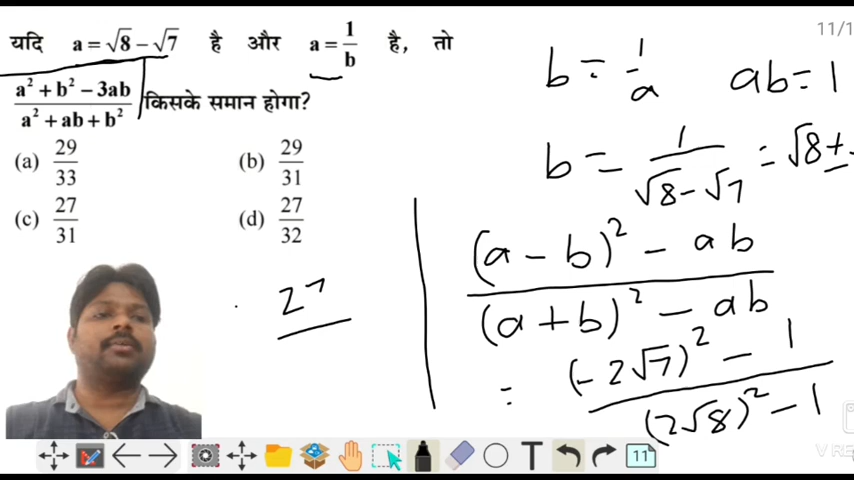 11/1
यदि a = √8 – √7 है और a = 1/b है, तो
(a² + b² – 3ab)/(a² + ab + b²) किसके समान होगा?
(a) 29/33 (b) 29/31
(c) 27/31 (d) 27/32
b = 1/a ab = 1
b = 1/(√8 – √7) = √8 +
((a – b)² – ab)/((a + b)² – ab)
= ((–2√7)² – 1)/((2√8)² – 1)
27
T 11